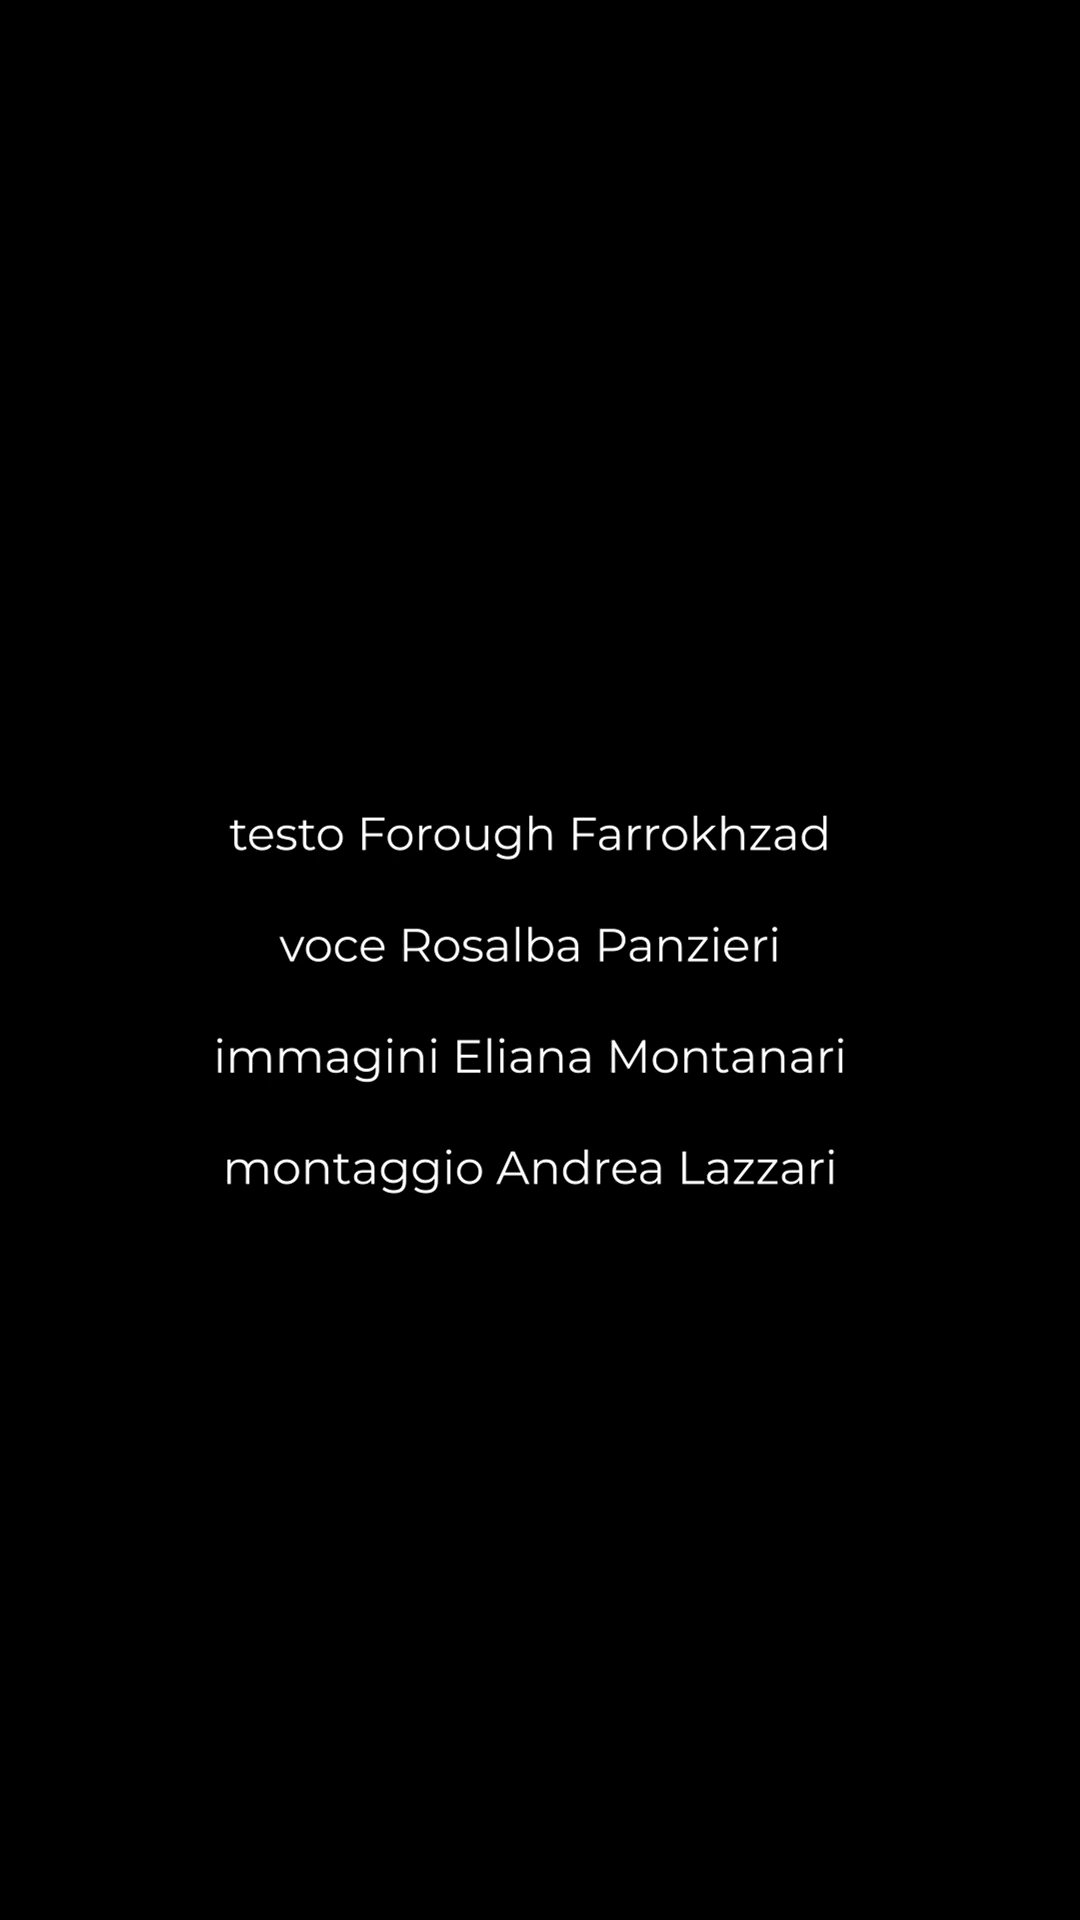 testo Forough Farrokhzad
voce Rosalba Panzieri
immagini Eliana Montanari
montaggio Andrea Lazzari